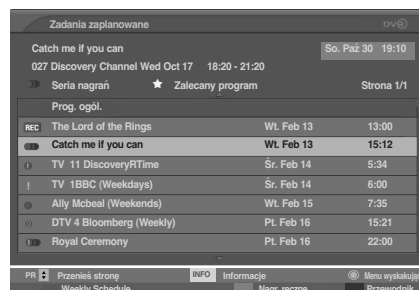 Zadania zaplanowane DVR
Catch me if you can So. Paź 30 19:10
027 Discovery Channel Wed Oct 17 18:20 - 21:20
Seria nagrań Zalecany program Strona 1/1
Prog. ogól.
REC The Lord of the Rings Wt. Feb 13 13:00
Catch me if you can Wt. Feb 13 15:12
TV 11 DiscoveryRTime Śr. Feb 14 5:34
TV 1BBC (Weekdays) Śr. Feb 14 6:00
Ally Mcbeal (Weekends) Wt. Feb 15 7:35
DTV 4 Bloomberg (Weekly) Pt. Feb 16 15:21
Royal Ceremony Pt. Feb 16 22:00
PR Przenieś stronę INFO Informacje Menu wyskakując
Weekly Schedule Nagr. ręczne Przewodnik